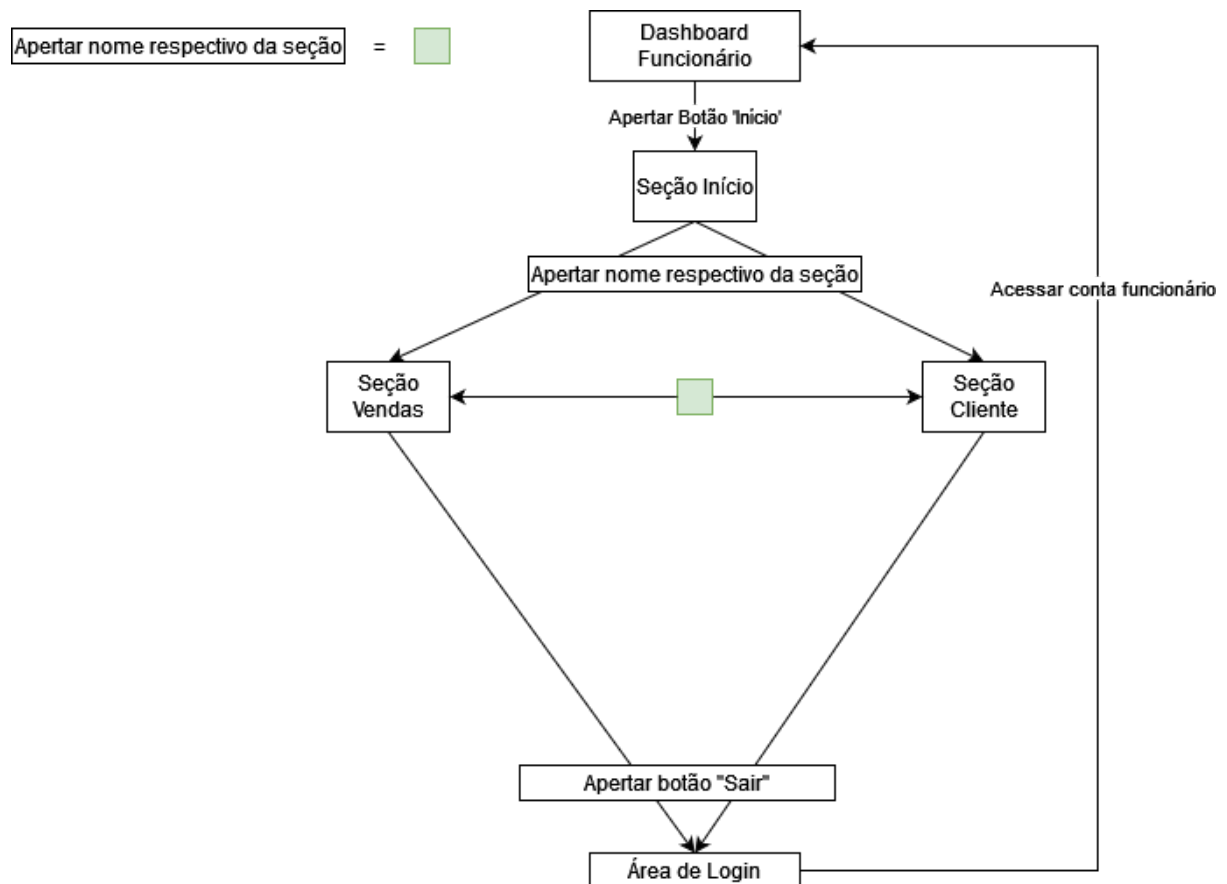 Apertar nome respectivo da seção =
Dashboard
Funcionário
Apertar Botão 'Início'
Seção Início
Apertar nome respectivo da seção
Acessar conta funcionário
Seção
Vendas
Seção
Cliente
Apertar botão "Sair"
Área de Login